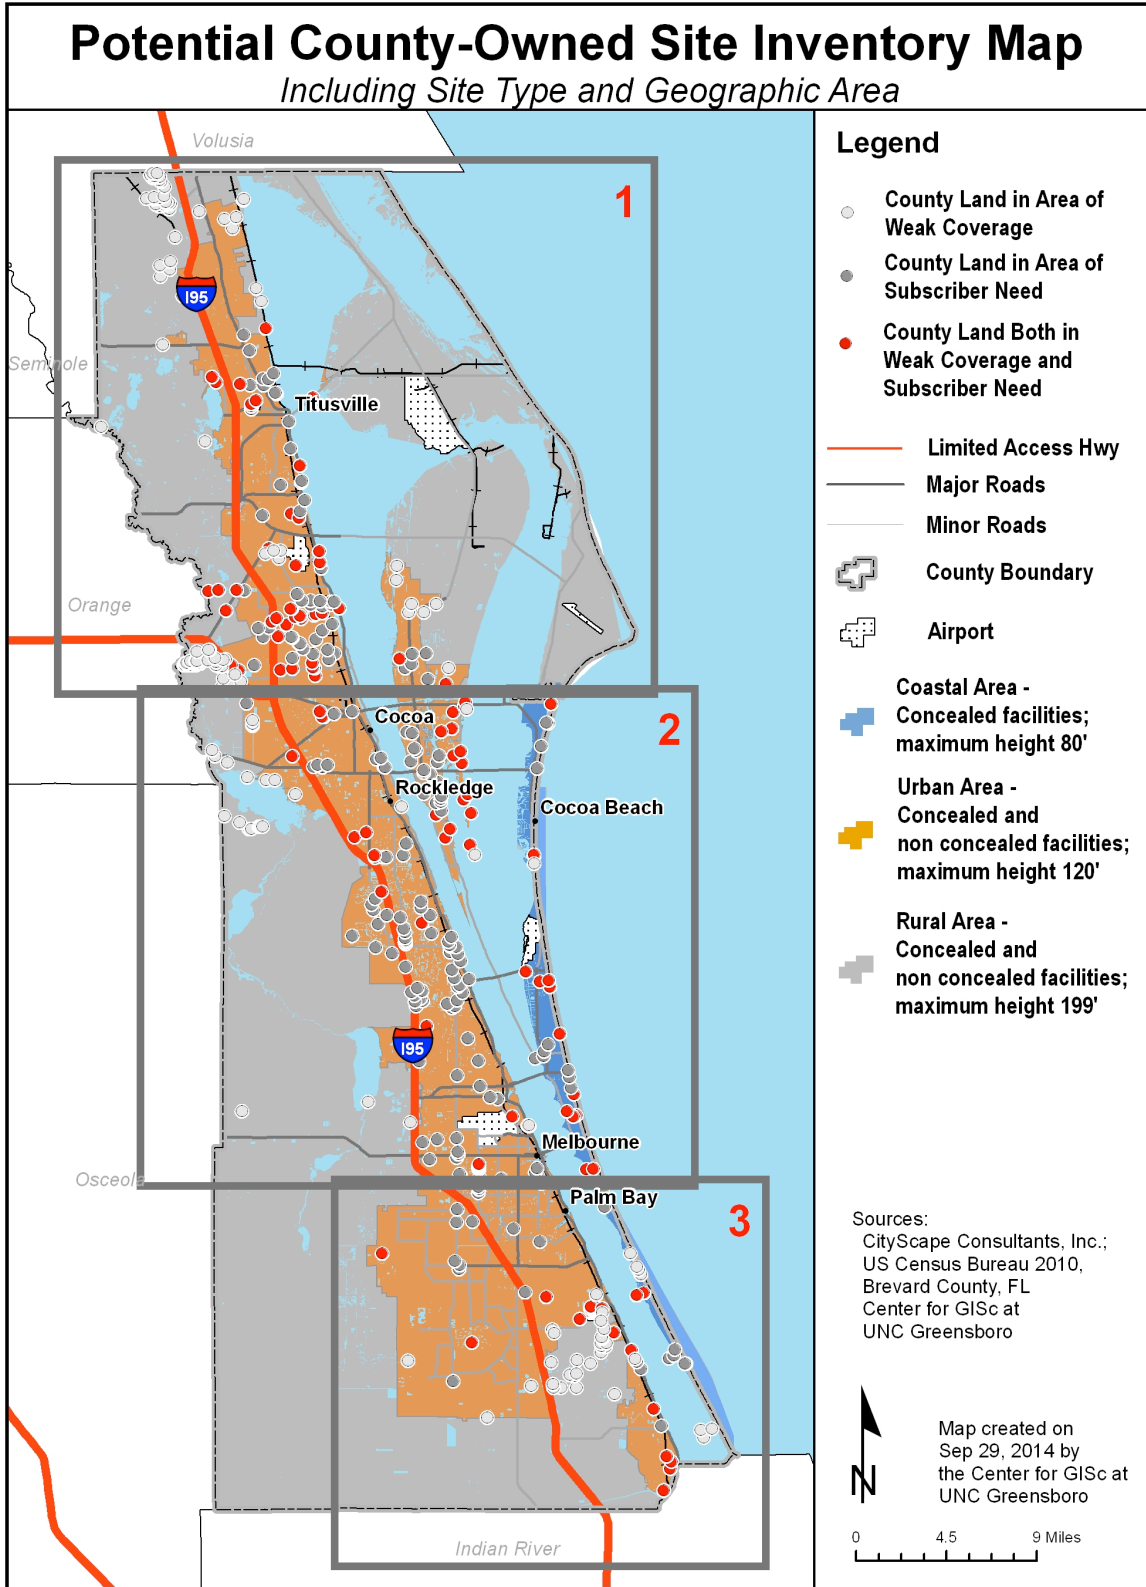 Potential County-Owned Site Inventory Map
Including Site Type and Geographic Area
Volusia
1
195
Seminole
Titusville
Orange
2
Cocoa
Rockledge
Cocoa Beach
195
Melbourne
Osceola
Palm Bay
3
Indian River
Legend
County Land in Area of
Weak Coverage
County Land in Area of
Subscriber Need
County Land Both in
Weak Coverage and
Subscriber Need
Limited Access Hwy
Major Roads
Minor Roads
County Boundary
Airport
Coastal Area -
Concealed facilities;
maximum height 80'
Urban Area -
Concealed and
non concealed facilities;
maximum height 120'
Rural Area -
Concealed and
non concealed facilities;
maximum height 199'
Sources:
CityScape Consultants, Inc.;
US Census Bureau 2010,
Brevard County, FL
Center for GISc at
UNC Greensboro
N
Map created on
Sep 29, 2014 by
the Center for GISc at
UNC Greensboro
0 4.5 9 Miles